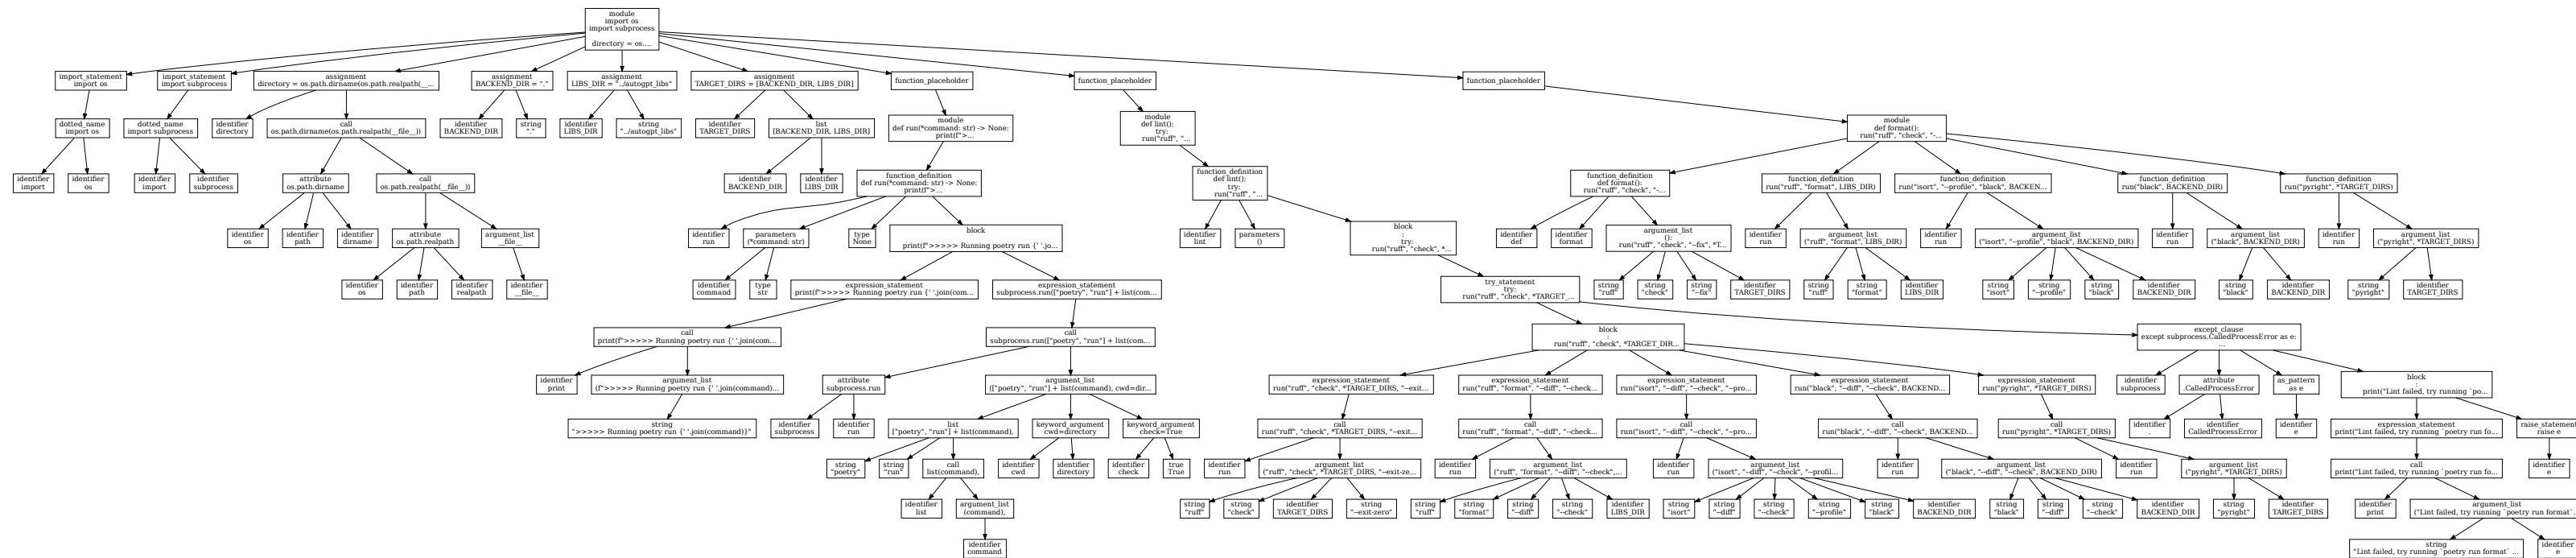 module
import os
import subprocess
directory = os....
import_statement
import os
import_statement
import subprocess
assignment
directory = os.path.dirname(os.path.realpath(__...
assignment
BACKEND_DIR = "."
assignment
LIBS_DIR = "../autogpt_libs"
assignment
TARGET_DIRS = [BACKEND_DIR, LIBS_DIR]
function_placeholder
function_placeholder
function_placeholder
dotted_name
import os
dotted_name
import subprocess
identifier
directory
call
os.path.dirname(os.path.realpath(__file__))
identifier
BACKEND_DIR
string
"."
identifier
LIBS_DIR
string
"../autogpt_libs"
identifier
TARGET_DIRS
list
[BACKEND_DIR, LIBS_DIR]
module
def run(*command: str) -> None:
print(f">...
module
def lint():
try:
run("ruff", "...
module
def format():
run("ruff", "check", "-...
identifier
import
identifier
os
identifier
import
identifier
subprocess
attribute
os.path.dirname
call
os.path.realpath(__file__))
identifier
BACKEND_DIR
identifier
LIBS_DIR
function_definition
def run(*command: str) -> None:
print(f">...
function_definition
def lint():
try:
run("ruff", "...
function_definition
def format():
run("ruff", "check", "-...
function_definition
run("ruff", "format", LIBS_DIR)
function_definition
run("isort", "--profile", "black", BACKEN...
function_definition
run("black", BACKEND_DIR)
function_definition
run("pyright", *TARGET_DIRS)
identifier
os
identifier
path
identifier
dirname
attribute
os.path.realpath
argument_list
__file__
identifier
run
parameters
(*command: str)
type
None
block
print(f">>>>> Running poetry run {' '.jo...
identifier
lint
parameters
()
block
:
try:
run("ruff", "check", *...
identifier
def
identifier
format
argument_list
():
run("ruff", "check", "--fix", *T...
identifier
run
argument_list
("ruff", "format", LIBS_DIR)
identifier
run
argument_list
("isort", "--profile", "black", BACKEND_DIR)
identifier
run
argument_list
("black", BACKEND_DIR)
identifier
run
argument_list
("pyright", *TARGET_DIRS)
identifier
os
identifier
path
identifier
realpath
identifier
__file__
identifier
command
type
str
expression_statement
print(f">>>>> Running poetry run {' '.join(com...
expression_statement
subprocess.run(["poetry", "run"] + list(com...
try_statement
try:
run("ruff", "check", *TARGET_...
string
"ruff"
string
"check"
string
"--fix"
identifier
TARGET_DIRS
string
"ruff"
string
"format"
identifier
LIBS_DIR
string
"isort"
string
"--profile"
string
"black"
identifier
BACKEND_DIR
string
"black"
identifier
BACKEND_DIR
string
"pyright"
identifier
TARGET_DIRS
call
print(f">>>>> Running poetry run {' '.join(com...
call
subprocess.run(["poetry", "run"] + list(com...
block
:
run("ruff", "check", *TARGET_DIR...
except_clause
except subprocess.CalledProcessError as e:
...
identifier
print
argument_list
(f">>>>> Running poetry run {' '.join(command)...
attribute
subprocess.run
argument_list
(["poetry", "run"] + list(command), cwd=dir...
expression_statement
run("ruff", "check", *TARGET_DIRS, "--exit...
expression_statement
run("ruff", "format", "--diff", "--check...
expression_statement
run("isort", "--diff", "--check", "--pro...
expression_statement
run("black", "--diff", "--check", BACKEND...
expression_statement
run("pyright", *TARGET_DIRS)
identifier
subprocess
attribute
.CalledProcessError
as_pattern
as e
block
:
print("Lint failed, try running `po...
string
">>>>> Running poetry run {' '.join(command)}"
identifier
subprocess
identifier
run
list
["poetry", "run"] + list(command),
keyword_argument
cwd=directory
keyword_argument
check=True
call
run("ruff", "check", *TARGET_DIRS, "--exit...
call
run("ruff", "format", "--diff", "--check...
call
run("isort", "--diff", "--check", "--pro...
call
run("black", "--diff", "--check", BACKEND...
call
run("pyright", *TARGET_DIRS)
identifier
.
identifier
CalledProcessError
identifier
e
expression_statement
print("Lint failed, try running `poetry run fo...
raise_statement
raise e
string
"poetry"
string
"run"
call
list(command),
identifier
cwd
identifier
directory
identifier
check
true
True
identifier
run
argument_list
("ruff", "check", *TARGET_DIRS, "--exit-ze...
identifier
run
argument_list
("ruff", "format", "--diff", "--check",...
identifier
run
argument_list
("isort", "--diff", "--check", "--profil...
identifier
run
argument_list
("black", "--diff", "--check", BACKEND_DIR)
identifier
run
argument_list
("pyright", *TARGET_DIRS)
call
print("Lint failed, try running `poetry run fo...
identifier
e
identifier
list
argument_list
(command),
string
"ruff"
string
"check"
identifier
TARGET_DIRS
string
"--exit-zero"
string
"ruff"
string
"format"
string
"--diff"
string
"--check"
identifier
LIBS_DIR
string
"isort"
string
"--diff"
string
"--check"
string
"--profile"
string
"black"
identifier
BACKEND_DIR
string
"black"
string
"--diff"
string
"--check"
identifier
BACKEND_DIR
string
"pyright"
identifier
TARGET_DIRS
identifier
print
argument_list
("Lint failed, try running `poetry run format`...
identifier
command
string
"Lint failed, try running `poetry run format` ...
identifier
e